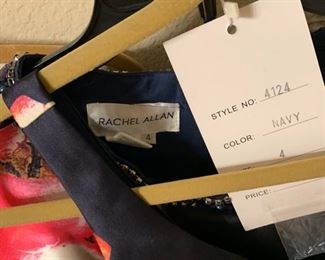 RACHEL ALLAN
4
STYLE NO: 4124
COLOR: NAVY
4
PRICE: